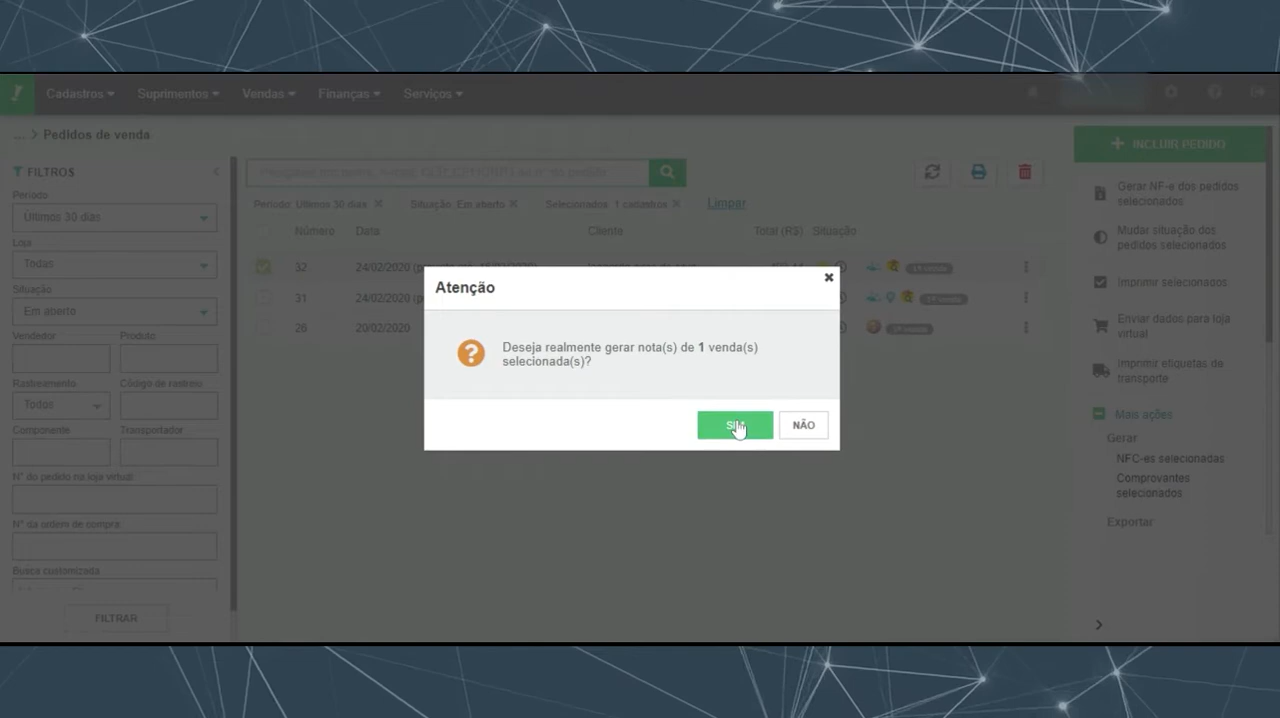 Cadastros Suprimentos Vendas Finanças Serviços
... > Pedidos de venda
INCLUIR PEDIDO
FILTROS
Período:
Últimos 30 dias
Loja:
Todas
Situação:
Em aberto
Vendedor: Produto:
Rastreamento: Código de rastreio:
Todos
Componente: Transportador:
N° do pedido na loja virtual:
N° da ordem de compra:
Busca customizada:
FILTRAR
Período: Últimos 30 dias Situação: Em aberto Selecionados: 1 cadastros Limpar
Número Data Cliente Total (R$) Situação
32 24/02/2020
31 24/02/2020
26 20/02/2020
Atenção
Deseja realmente gerar nota(s) de 1 venda(s)
selecionada(s)?
NÃO
Gerar NF-e dos pedidos
selecionados
Mudar situação dos
pedidos selecionados
Imprimir selecionados
Enviar dados para loja
virtual
Imprimir etiquetas de
transporte
Mais ações
Gerar
NFC-es selecionadas
Comprovantes
selecionados
Exportar